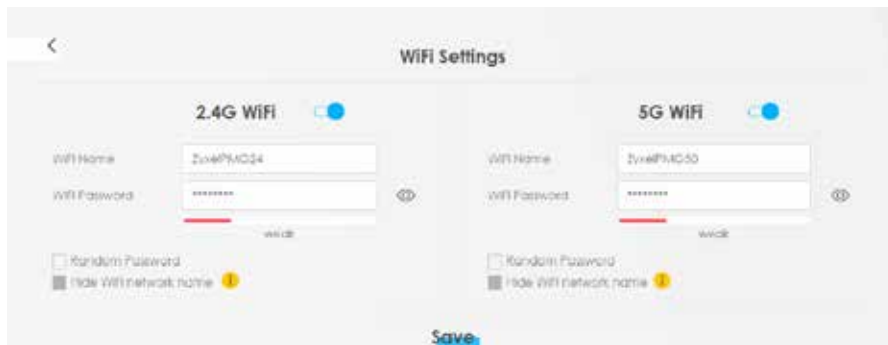 WiFi Settings
2.4G WiFi
WiFi Name
ZyxelPMG24
WiFi Password
********
weak
Random Password
Hide WiFi network name
i
5G WiFi
WiFi Name
ZyxelPMG50
WiFi Password
********
weak
Random Password
Hide WiFi network name
i
Save